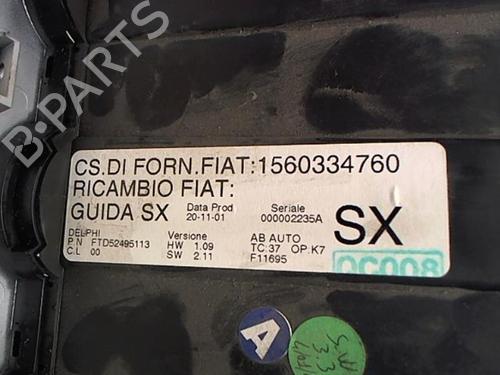 B-PARTS
CS.DI FORN.FIAT:1560334760
RICAMBIO FIAT:
GUIDA SX Data Prod 20-11-01 Seriale 000002235A
SX
DELPHI
P.N FTD52495113
C.L 00
Versione
HW 1.09
SW 2.11
AB AUTO
TC:37 OP.K7
F11695
0C008
A